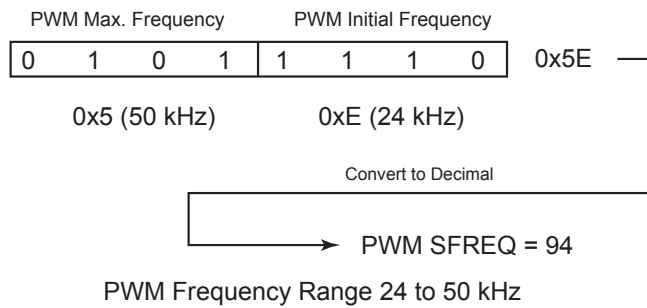 PWM Max. Frequency PWM Initial Frequency
0 1 0 1 1 1 1 0 0x5E
0x5 (50 kHz) 0xE (24 kHz)
Convert to Decimal
PWM SFREQ = 94
PWM Frequency Range 24 to 50 kHz